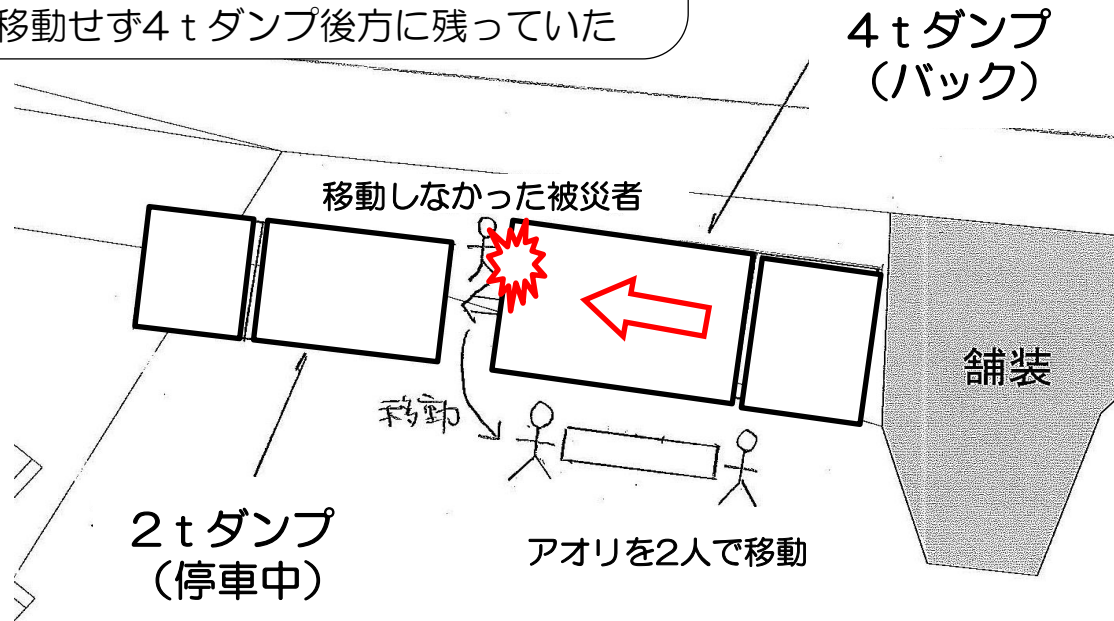 移動せず4ｔダンプ後方に残っていた
4ｔダンプ
（バック）
移動しなかった被災者
舗装
移動
2ｔダンプ
（停車中）
アオリを2人で移動